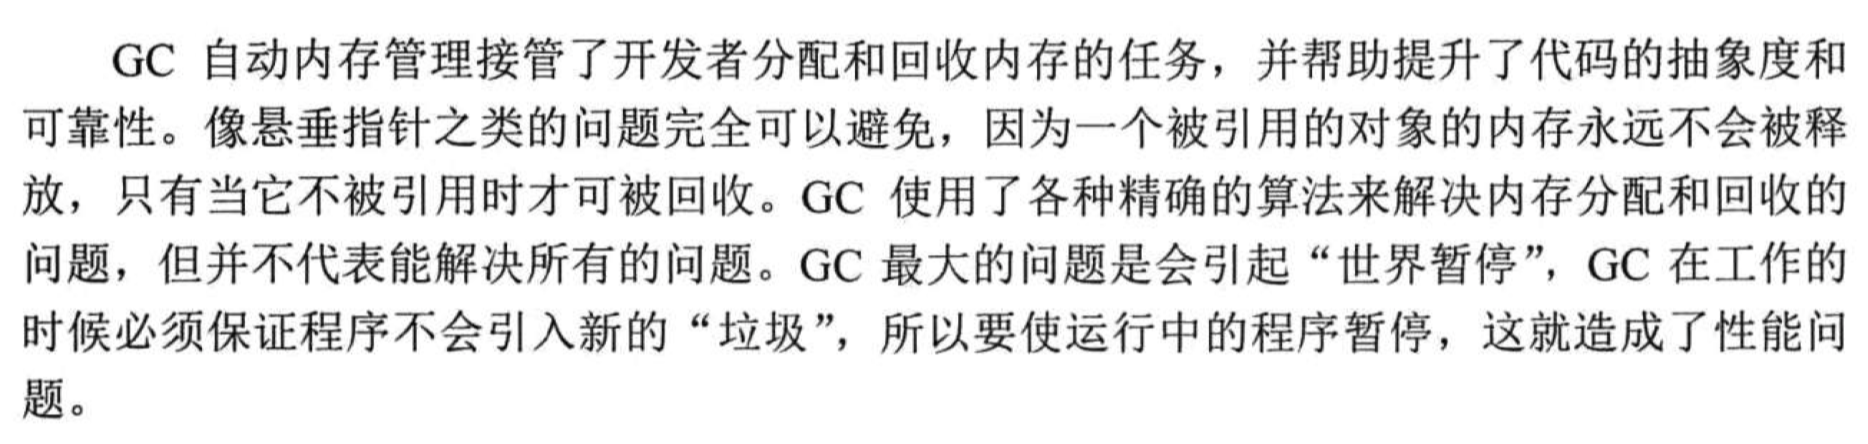 GC 自动内存管理接管了开发者分配和回收内存的任务，并帮助提升了代码的抽象度和
可靠性。像悬垂指针之类的问题完全可以避免，因为一个被引用的对象的内存永远不会被释
放，只有当它不被引用时才可被回收。GC 使用了各种精确的算法来解决内存分配和回收的
问题，但并不代表能解决所有的问题。GC 最大的问题是会引起“世界暂停”，GC 在工作的
时候必须保证程序不会引入新的“垃圾”，所以要使运行中的程序暂停，这就造成了性能问
题。